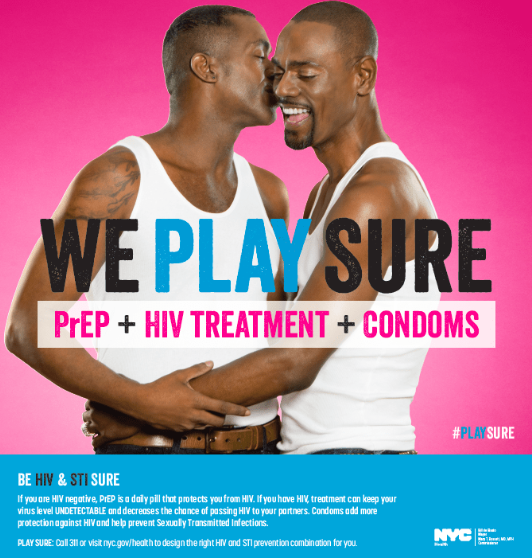 WE PLAY SURE
PrEP + HIV TREATMENT + CONDOMS
#PLAYSURE
BE HIV & STI SURE
If you are HIV negative, PrEP is a daily pill that protects you from HIV. If you have HIV, treatment can keep your
virus level UNDETECTABLE and decreases the chance of passing HIV to your partners. Condoms add more
protection against HIV and help prevent Sexually Transmitted Infections.
PLAY SURE: Call 311 or visit nyc.gov/health to design the right HIV and STI prevention combination for you.
NYC
Health